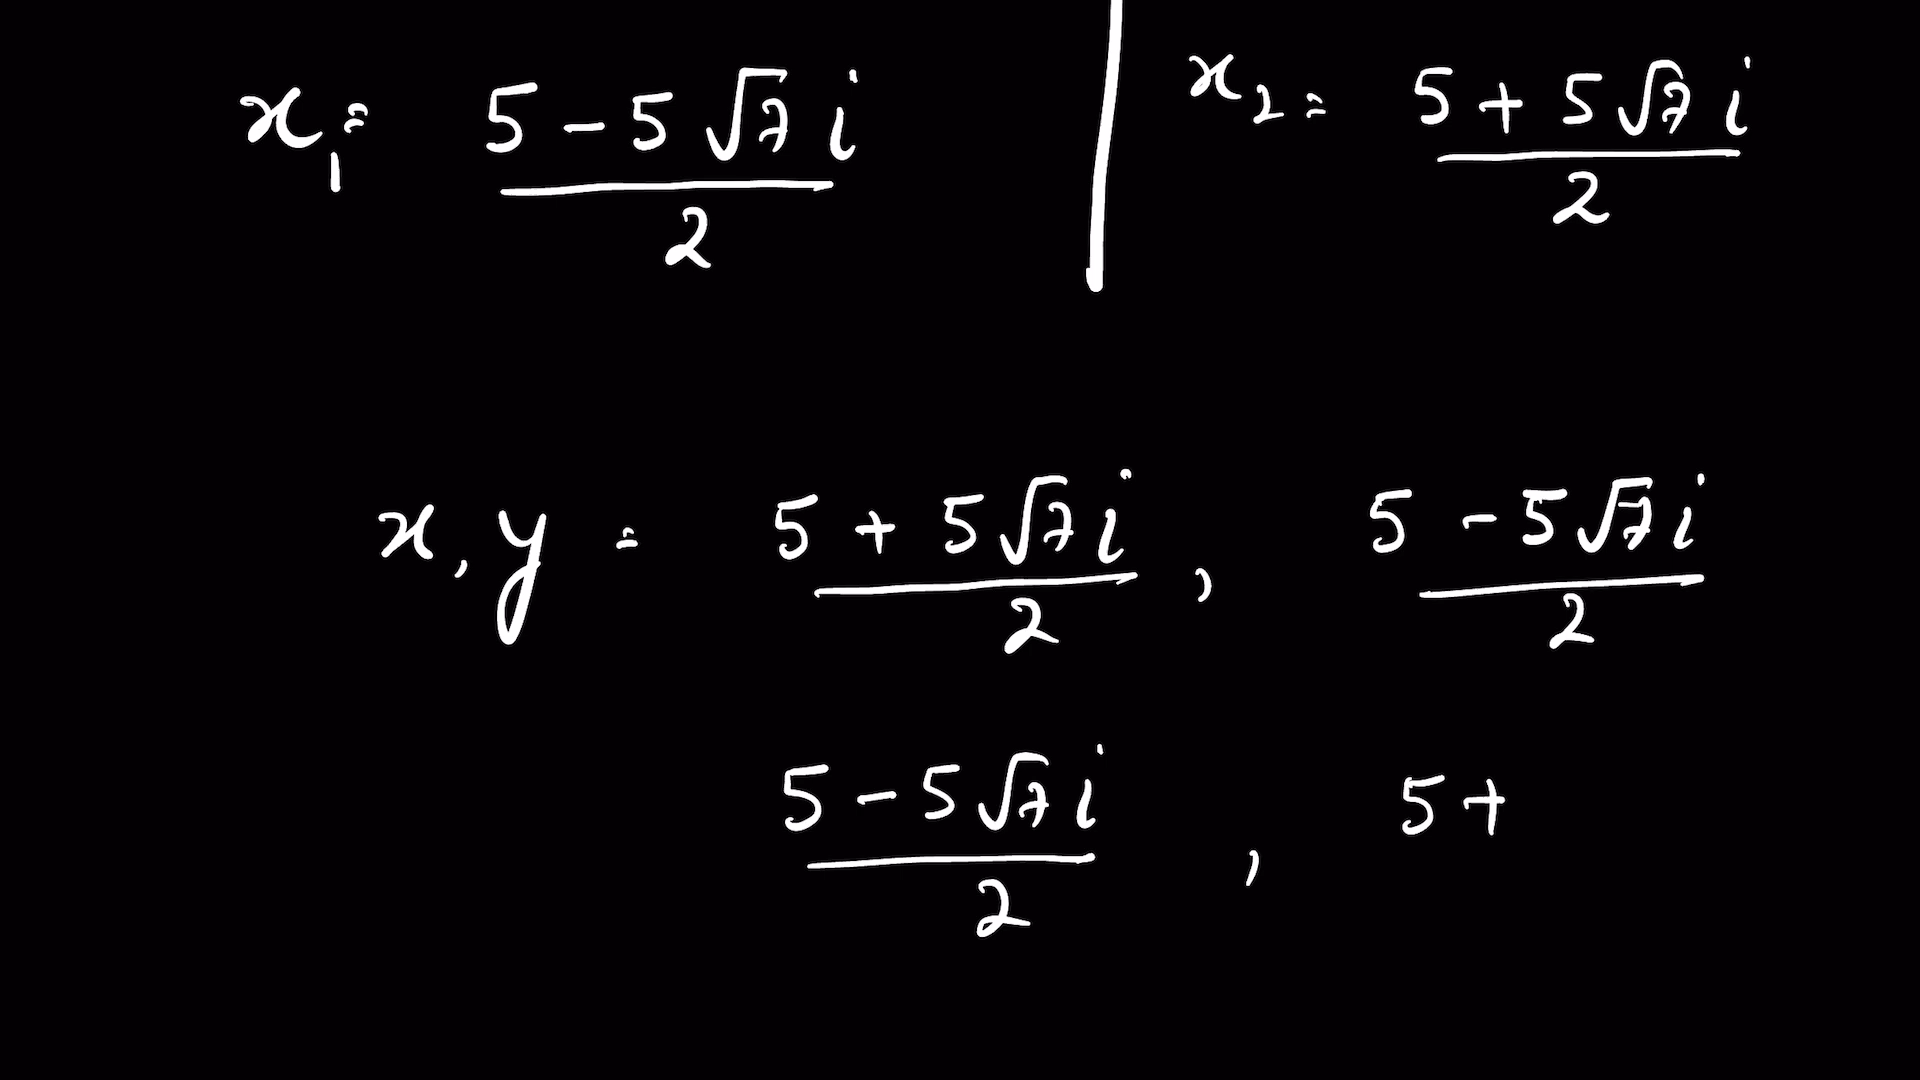 x₁ = (5 - 5√7 i)/2 | x₂ = (5 + 5√7 i)/2
x, y = (5 + 5√7 i)/2 , (5 - 5√7 i)/2
(5 - 5√7 i)/2 , 5 +